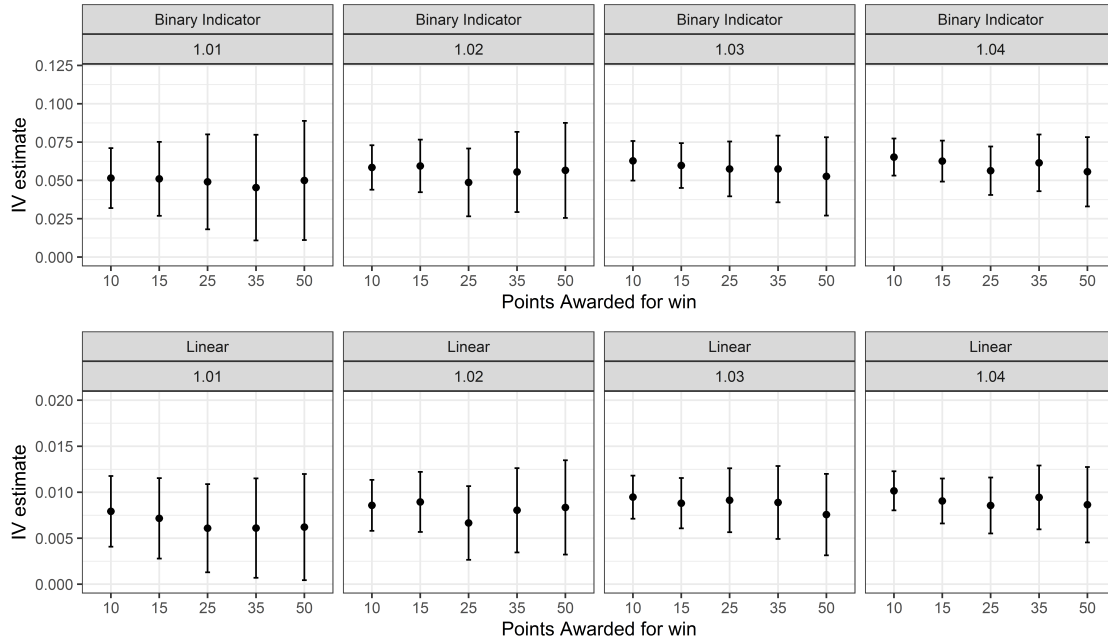 Binary Indicator Binary Indicator Binary Indicator Binary Indicator
1.01 1.02 1.03 1.04
IV estimate
0.125
0.100
0.075
0.050
0.025
0.000
10 15 25 35 50 10 15 25 35 50 10 15 25 35 50 10 15 25 35 50
Points Awarded for win
Linear Linear Linear Linear
1.01 1.02 1.03 1.04
IV estimate
0.020
0.015
0.010
0.005
0.000
10 15 25 35 50 10 15 25 35 50 10 15 25 35 50 10 15 25 35 50
Points Awarded for win